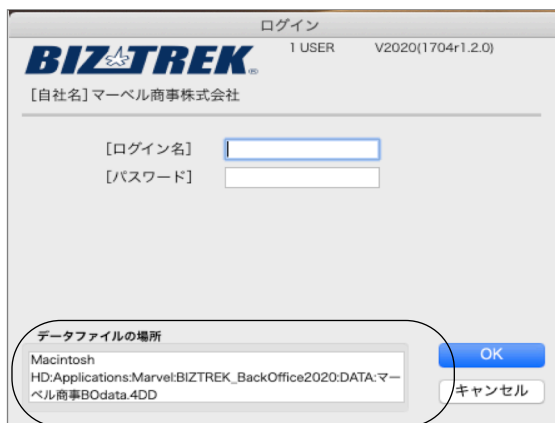 ログイン
BIZ TREK®
1 USER V2020(1704r1.2.0)
[自社名] マーベル商事株式会社
[ログイン名]
[パスワード]
データファイルの場所
Macintosh
HD:Applications:Marvel:BIZTREK_BackOffice2020:DATA:マー
ベル商事BOdata.4DD
OK
キャンセル